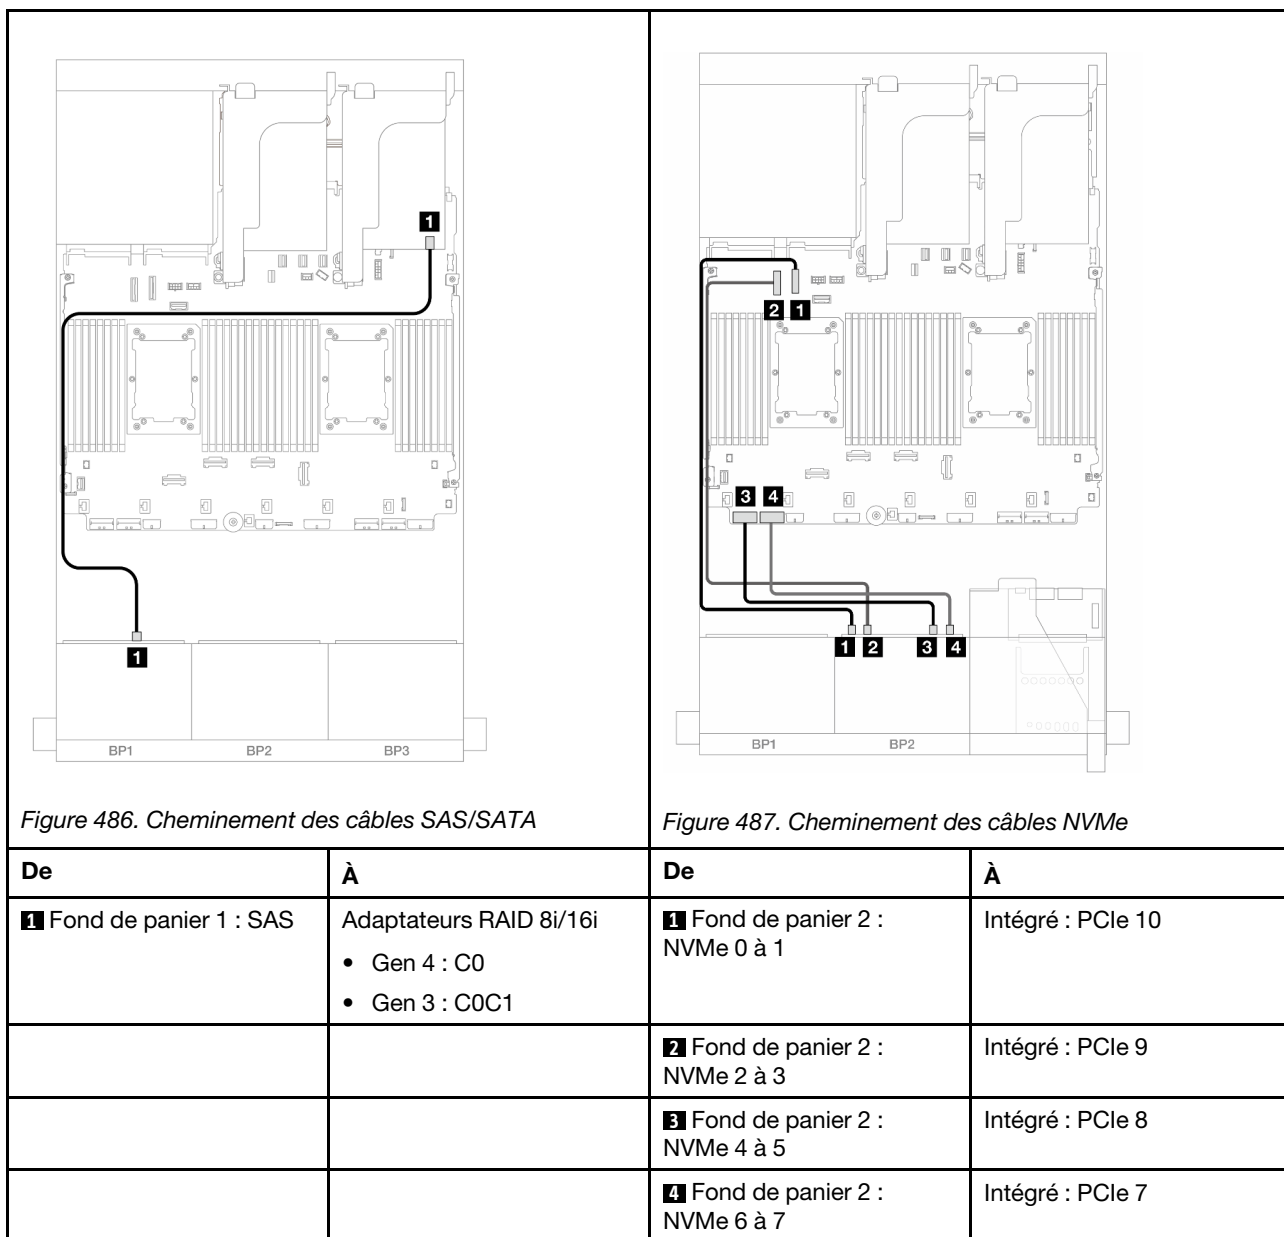 1
1
BP1
BP2
BP3
Figure 486. Cheminement des câbles SAS/SATA
2
1
3
4
1
2
3
4
BP1
BP2
Figure 487. Cheminement des câbles NVMe
De
À
De
À
1 Fond de panier 1 : SAS
Adaptateurs RAID 8i/16i
• Gen 4 : C0
• Gen 3 : C0C1
1 Fond de panier 2 :
NVMe 0 à 1
Intégré : PCIe 10
2 Fond de panier 2 :
NVMe 2 à 3
Intégré : PCIe 9
3 Fond de panier 2 :
NVMe 4 à 5
Intégré : PCIe 8
4 Fond de panier 2 :
NVMe 6 à 7
Intégré : PCIe 7